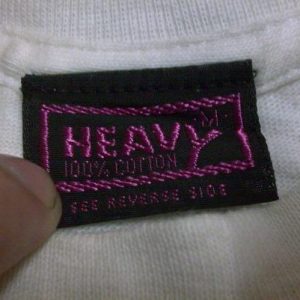 M
HEAVY
100% COTTON
SEE REVERSE SIDE